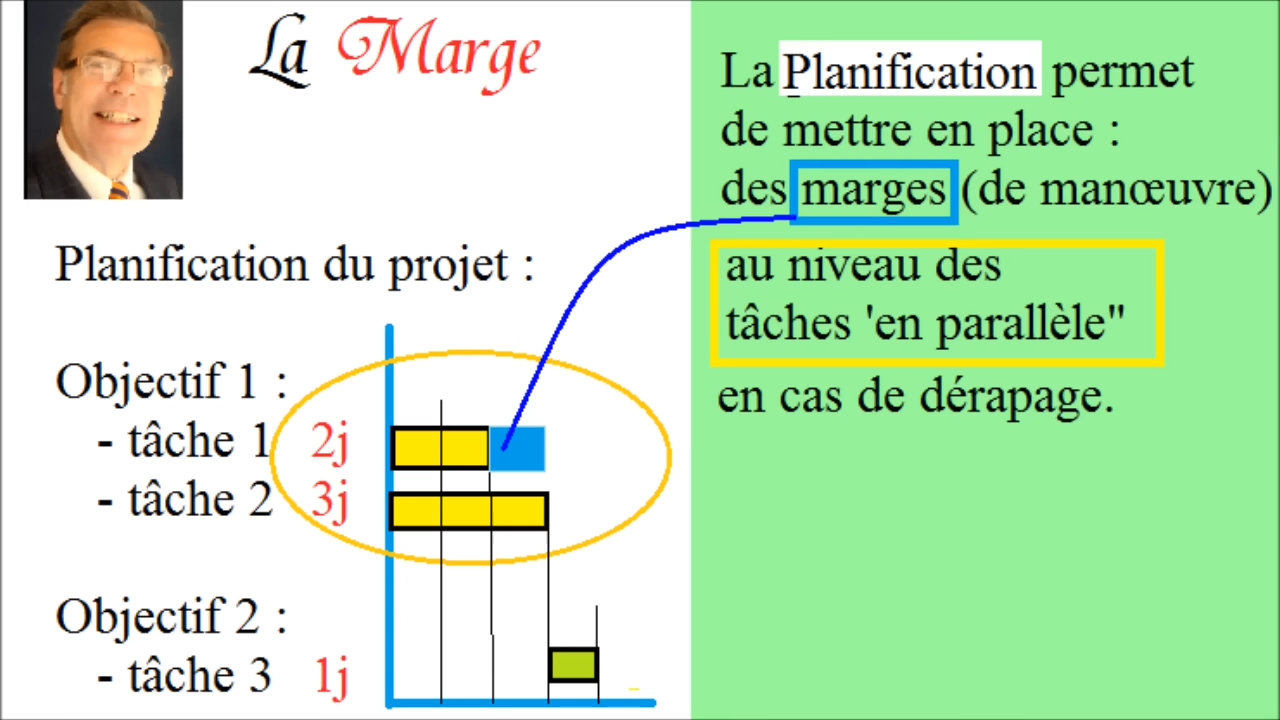 La Marge
Planification du projet :
Objectif 1 :
- tâche 1 2j
- tâche 2 3j
Objectif 2 :
- tâche 3 1j
La Planification permet
de mettre en place :
des marges (de manœuvre)
au niveau des
tâches 'en parallèle"
en cas de dérapage.